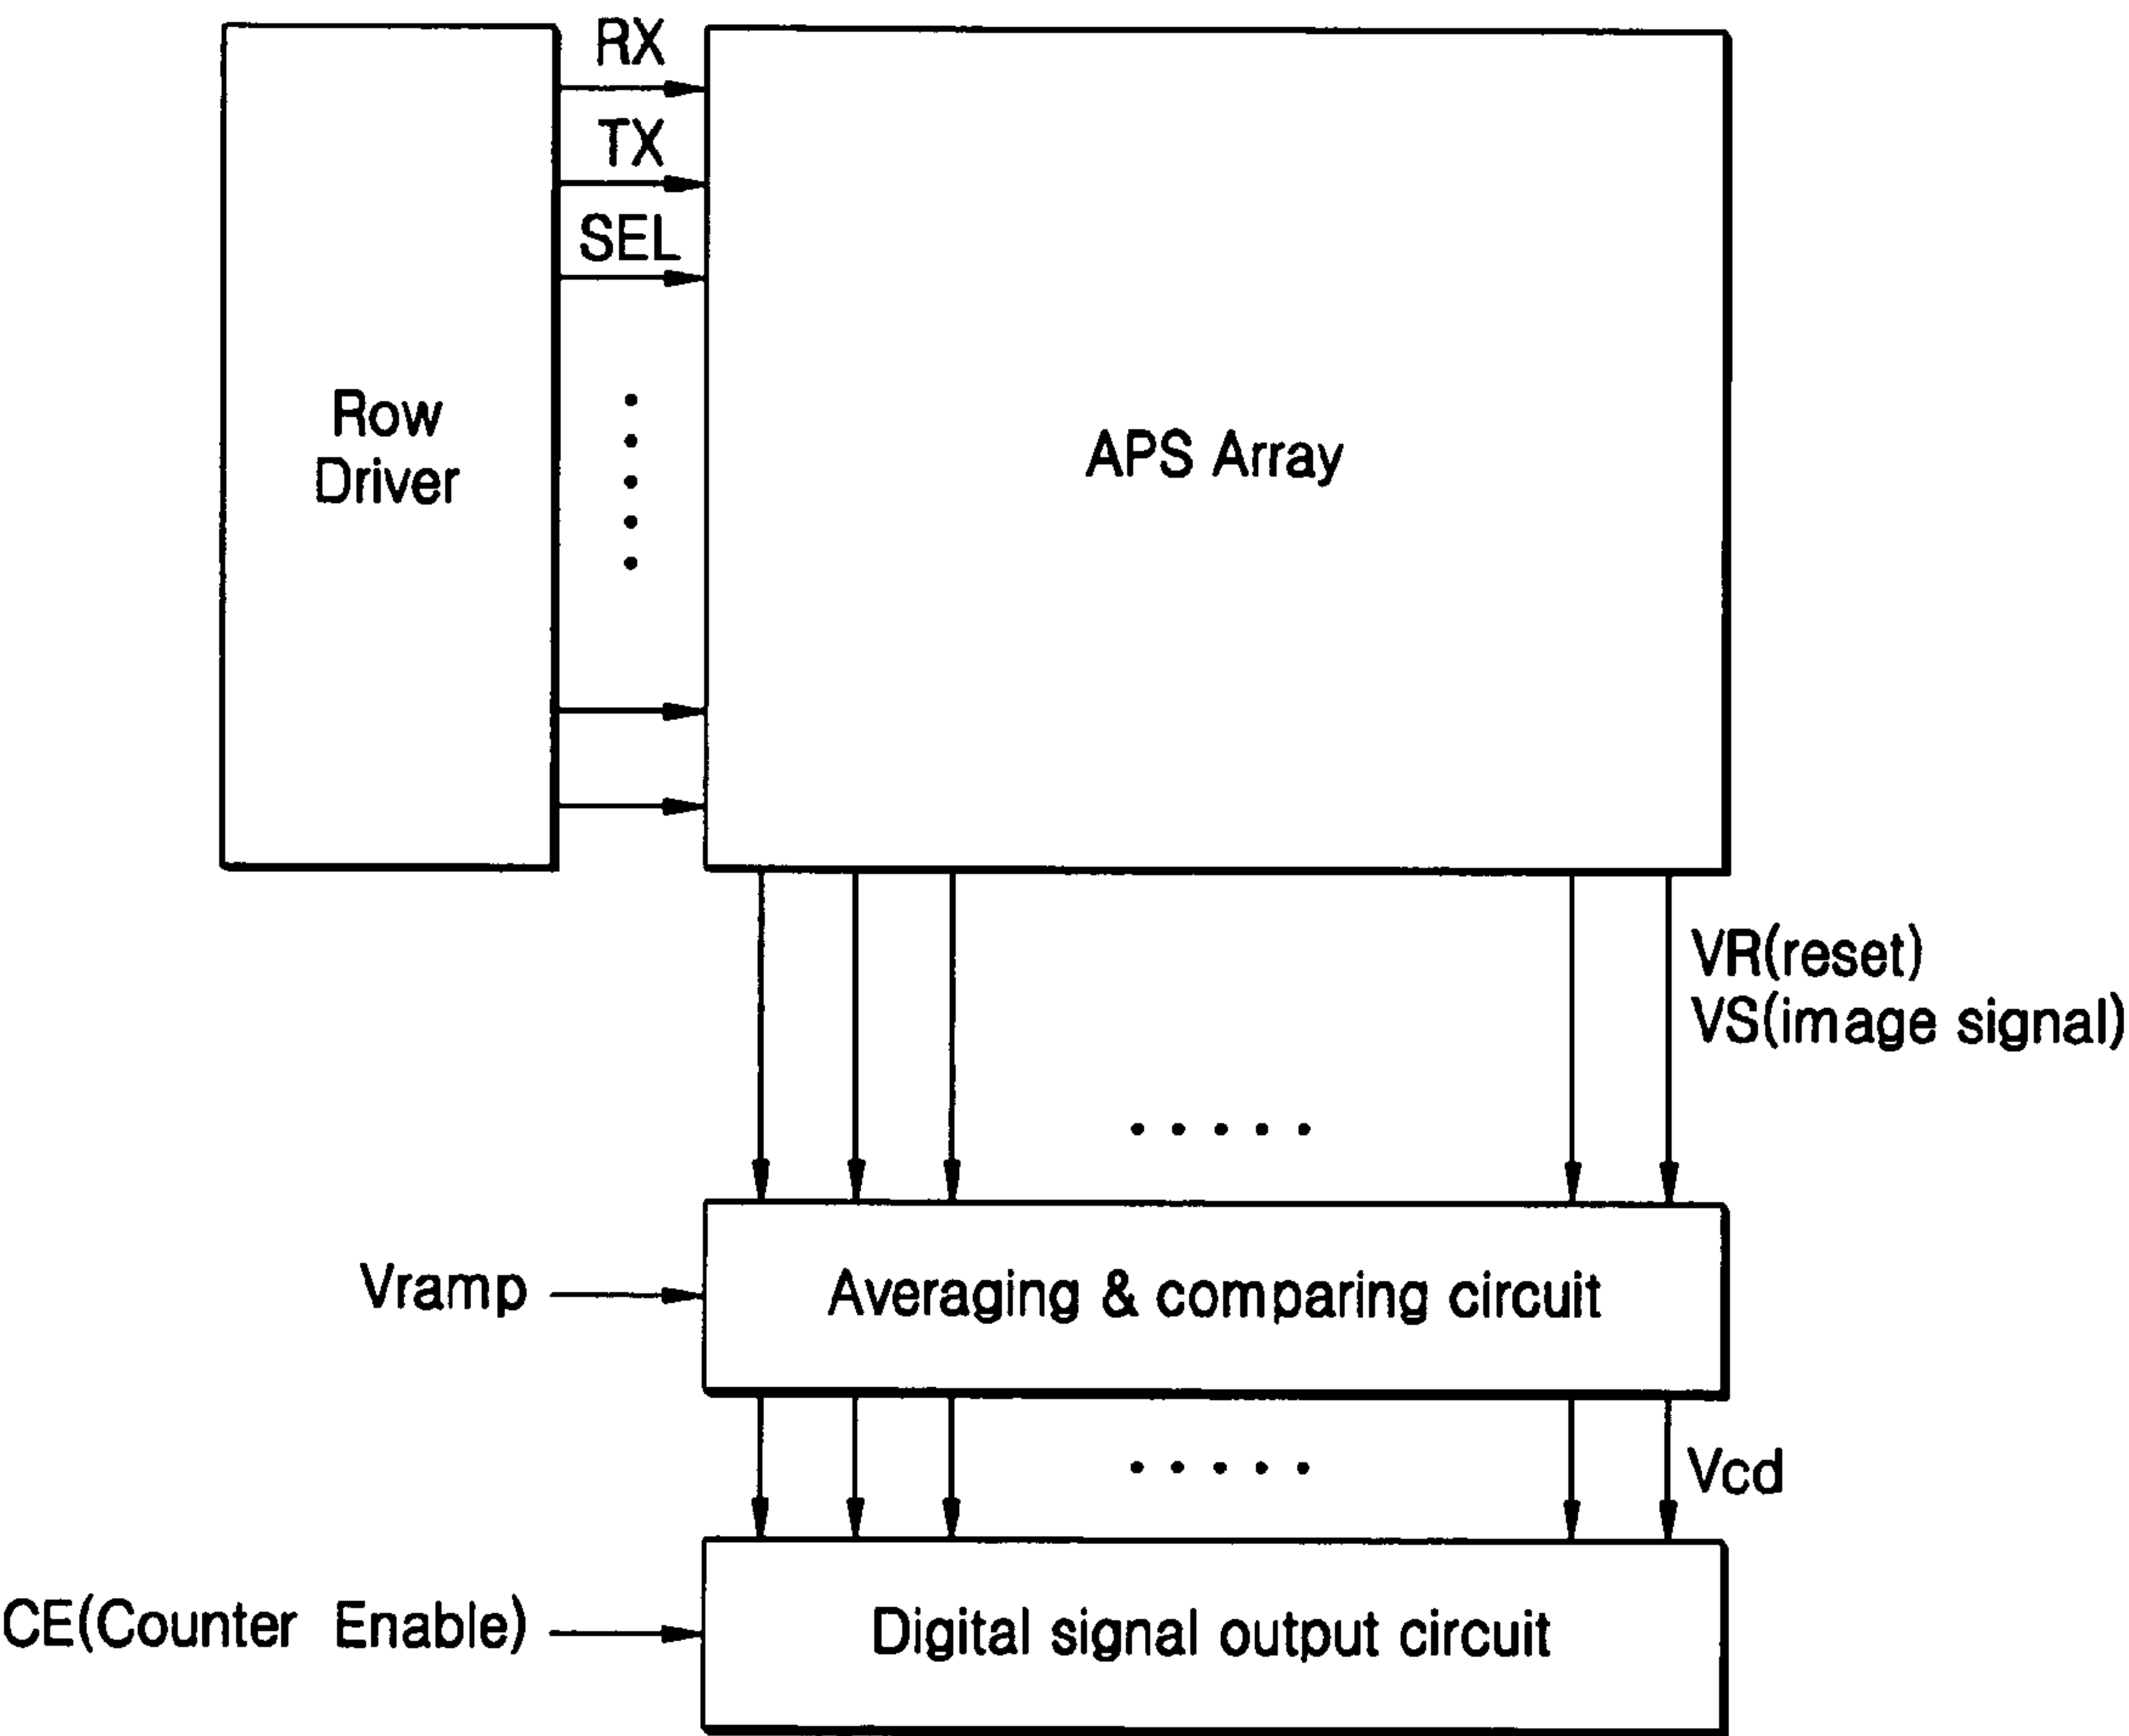 RX
TX
SEL
Row
Driver
APS Array
VR(reset)
VS(image signal)
Vramp
Averaging & comparing circuit
Vcd
CE(Counter Enable)
Digital signal output circuit